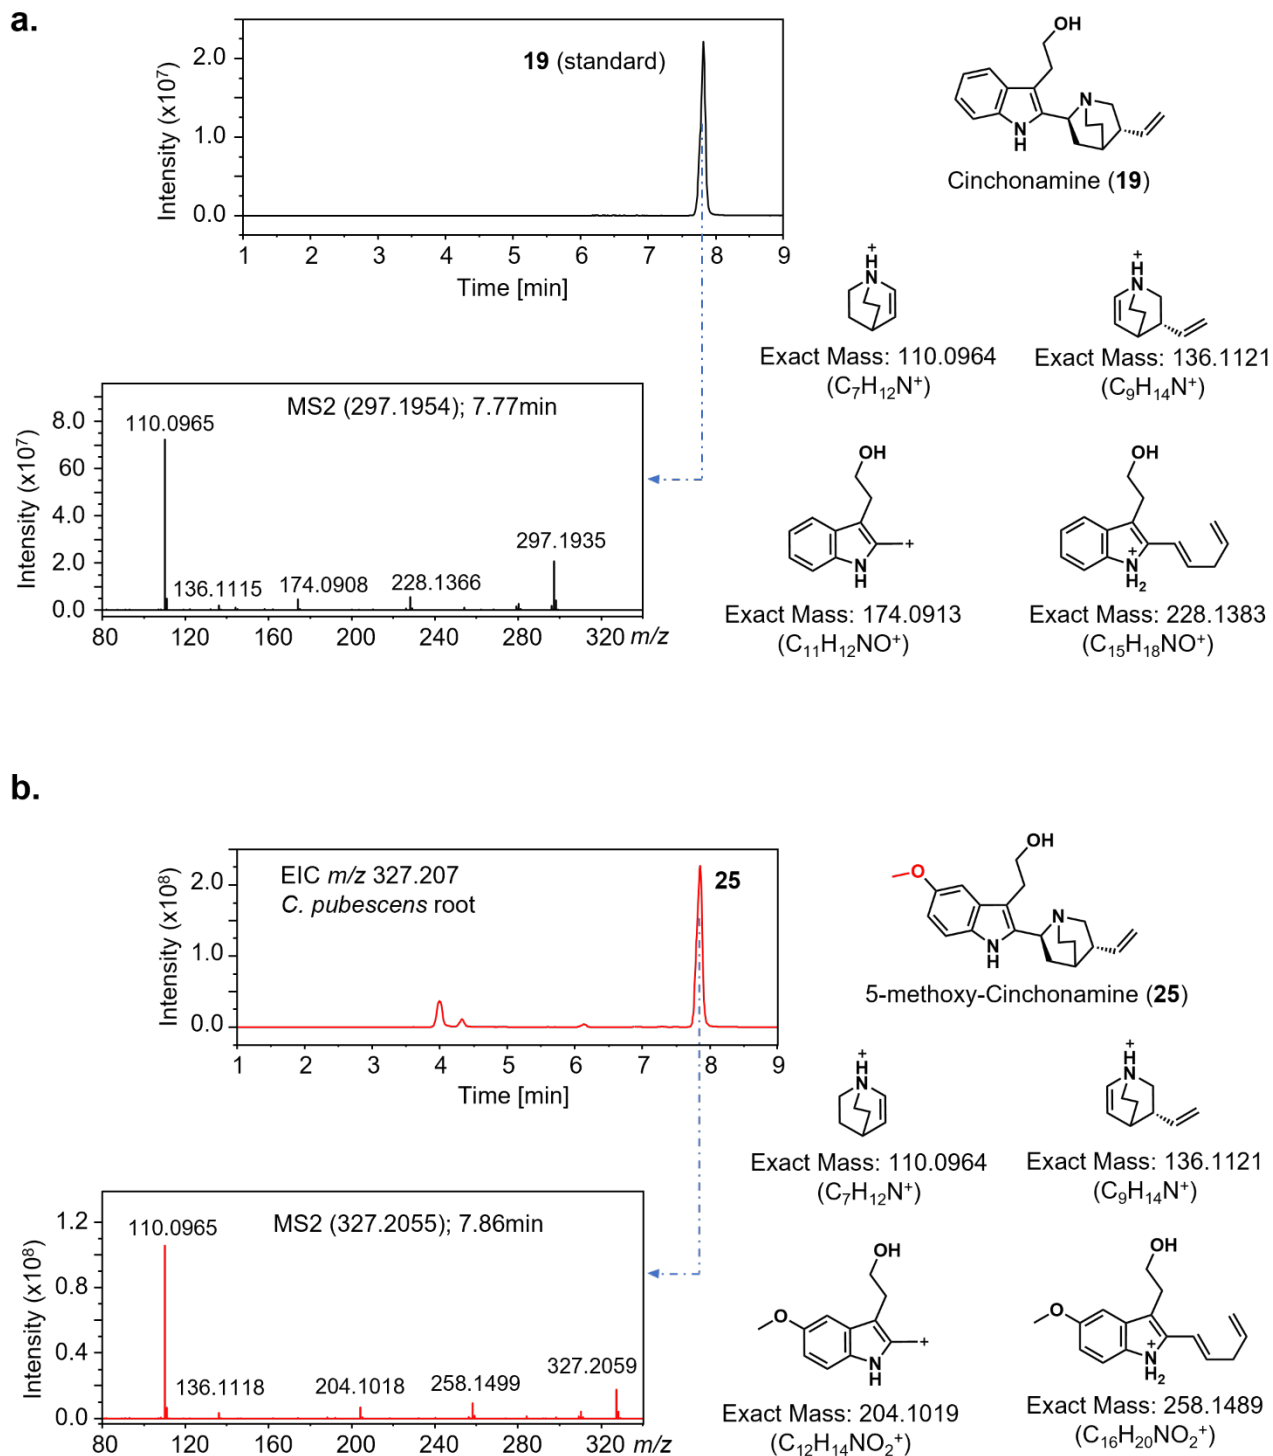 a.
Intensity (x10⁷)
2.0
1.0
0.0
19 (standard)
1 2 3 4 5 6 7 8 9
Time [min]
OH
N
N
H
Cinchonamine (19)
+
H
N
Exact Mass: 110.0964
(C₇H₁₂N⁺)
+
H
N
Exact Mass: 136.1121
(C₉H₁₄N⁺)
Intensity (x10⁷)
8.0
60
4.0
2.0
0.0
MS2 (297.1954); 7.77min
110.0965
136.1115
174.0908
228.1366
297.1935
80 120 160 200 240 280 320 m/z
OH
N
H
+
Exact Mass: 174.0913
(C₁₁H₁₂NO⁺)
OH
+
N
H₂
Exact Mass: 228.1383
(C₁₅H₁₈NO⁺)
b.
Intensity (x10⁸)
2.0
1.0
0.0
EIC m/z 327.207
C. pubescens root
25
1 2 3 4 5 6 7 8 9
Time [min]
OH
O
N
N
H
5-methoxy-Cinchonamine (25)
+
H
N
Exact Mass: 110.0964
(C₇H₁₂N⁺)
+
H
N
Exact Mass: 136.1121
(C₉H₁₄N⁺)
Intensity (x10⁸)
1.2
0.8
0.4
0.0
MS2 (327.2055); 7.86min
110.0965
136.1118
204.1018
258.1499
327.2059
80 120 160 200 240 280 320 m/z
OH
O
N
H
+
Exact Mass: 204.1019
(C₁₂H₁₄NO₂⁺)
OH
O
+
N
H₂
Exact Mass: 258.1489
(C₁₆H₂₀NO₂⁺)